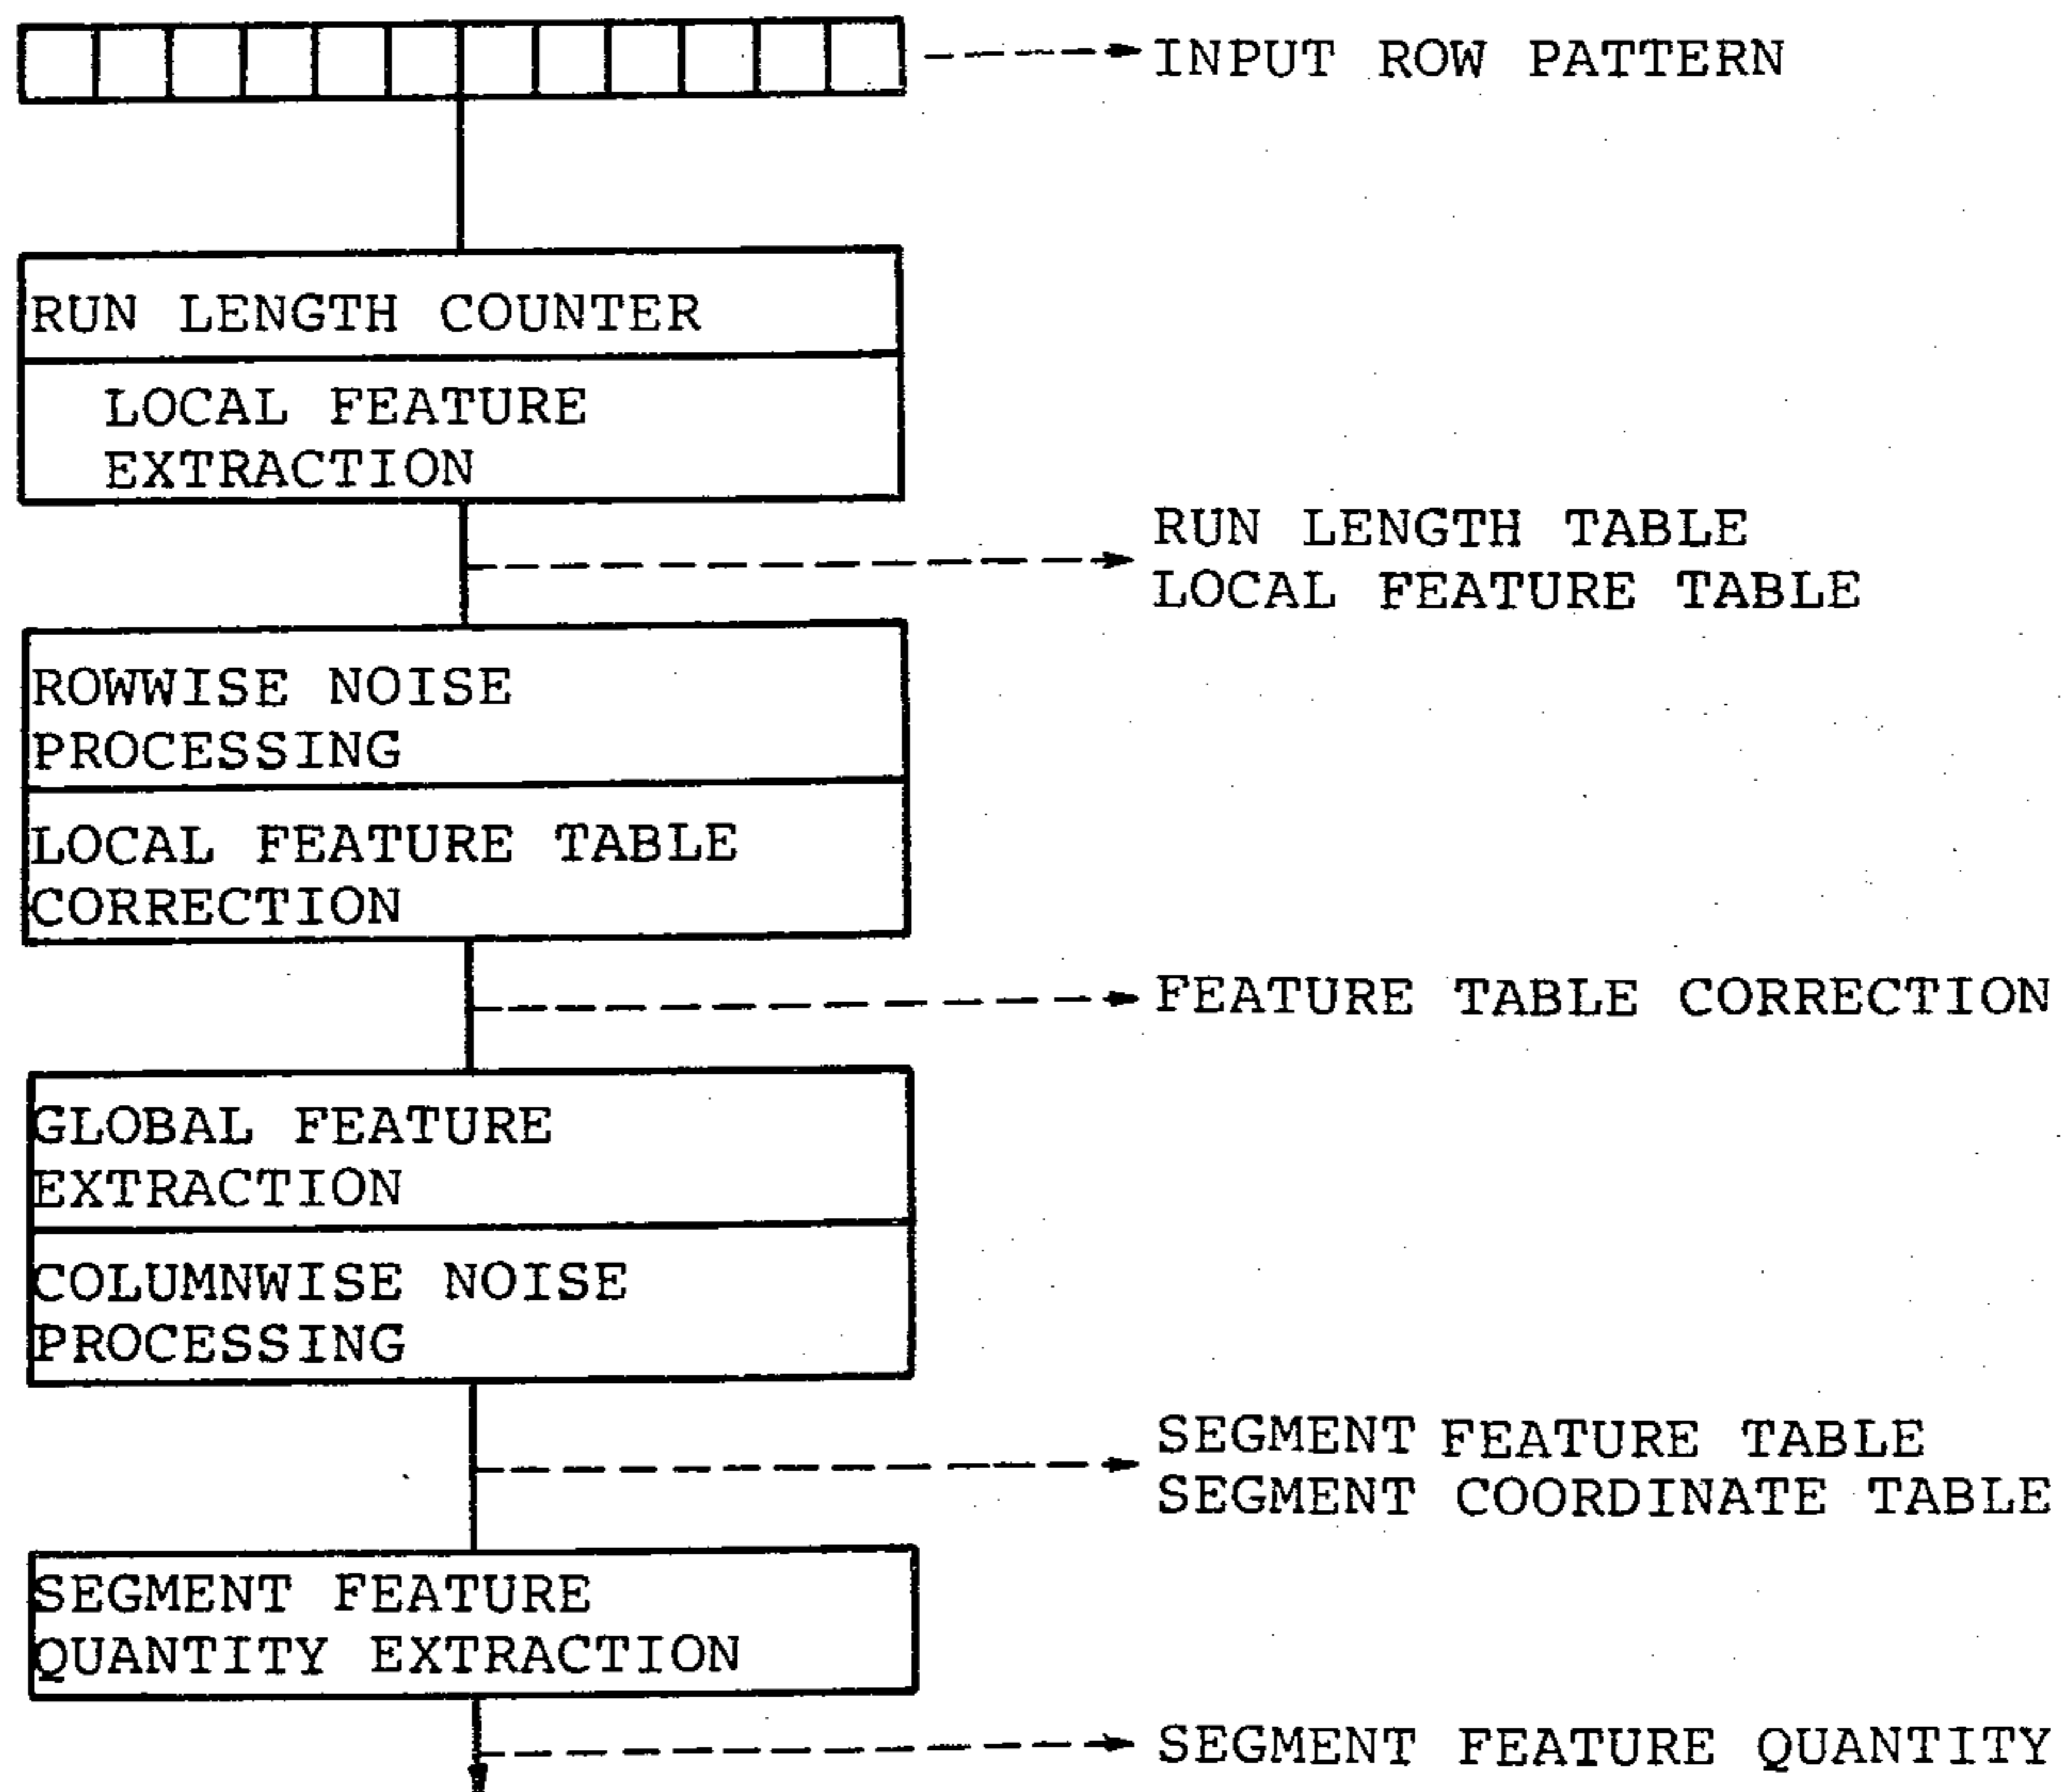 INPUT ROW PATTERN
RUN LENGTH COUNTER
LOCAL FEATURE
EXTRACTION
RUN LENGTH TABLE
LOCAL FEATURE TABLE
ROWWISE NOISE
PROCESSING
LOCAL FEATURE TABLE
CORRECTION
FEATURE TABLE CORRECTION
GLOBAL FEATURE
EXTRACTION
COLUMNWISE NOISE
PROCESSING
SEGMENT FEATURE TABLE
SEGMENT COORDINATE TABLE
SEGMENT FEATURE
QUANTITY EXTRACTION
SEGMENT FEATURE QUANTITY